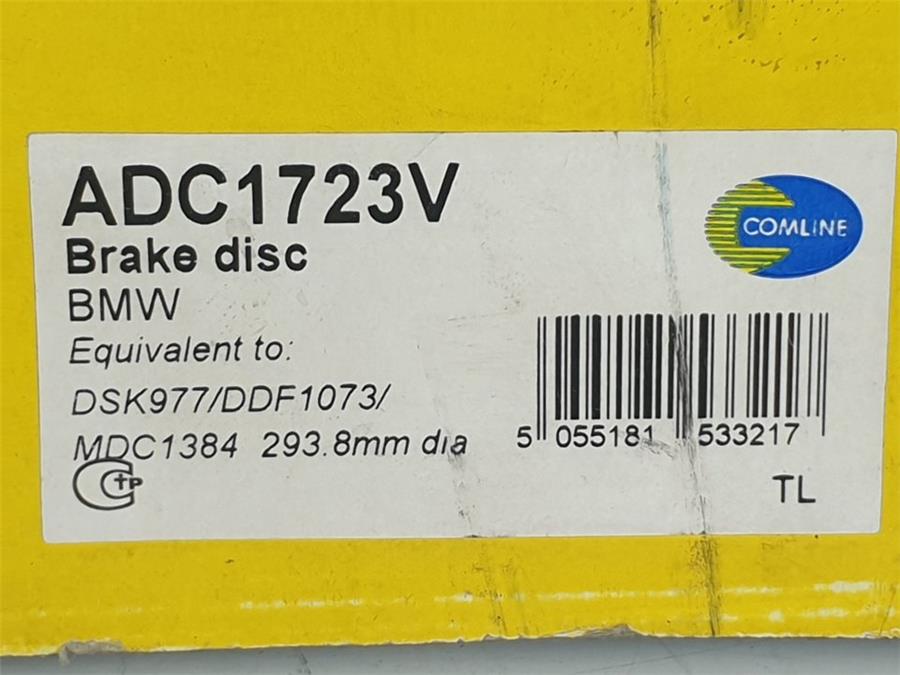 ADC1723V
Brake disc
BMW
Equivalent to:
DSK977/DDF1073/
MDC1384 293.8mm dia
COMLINE
5 055181 533217
TL